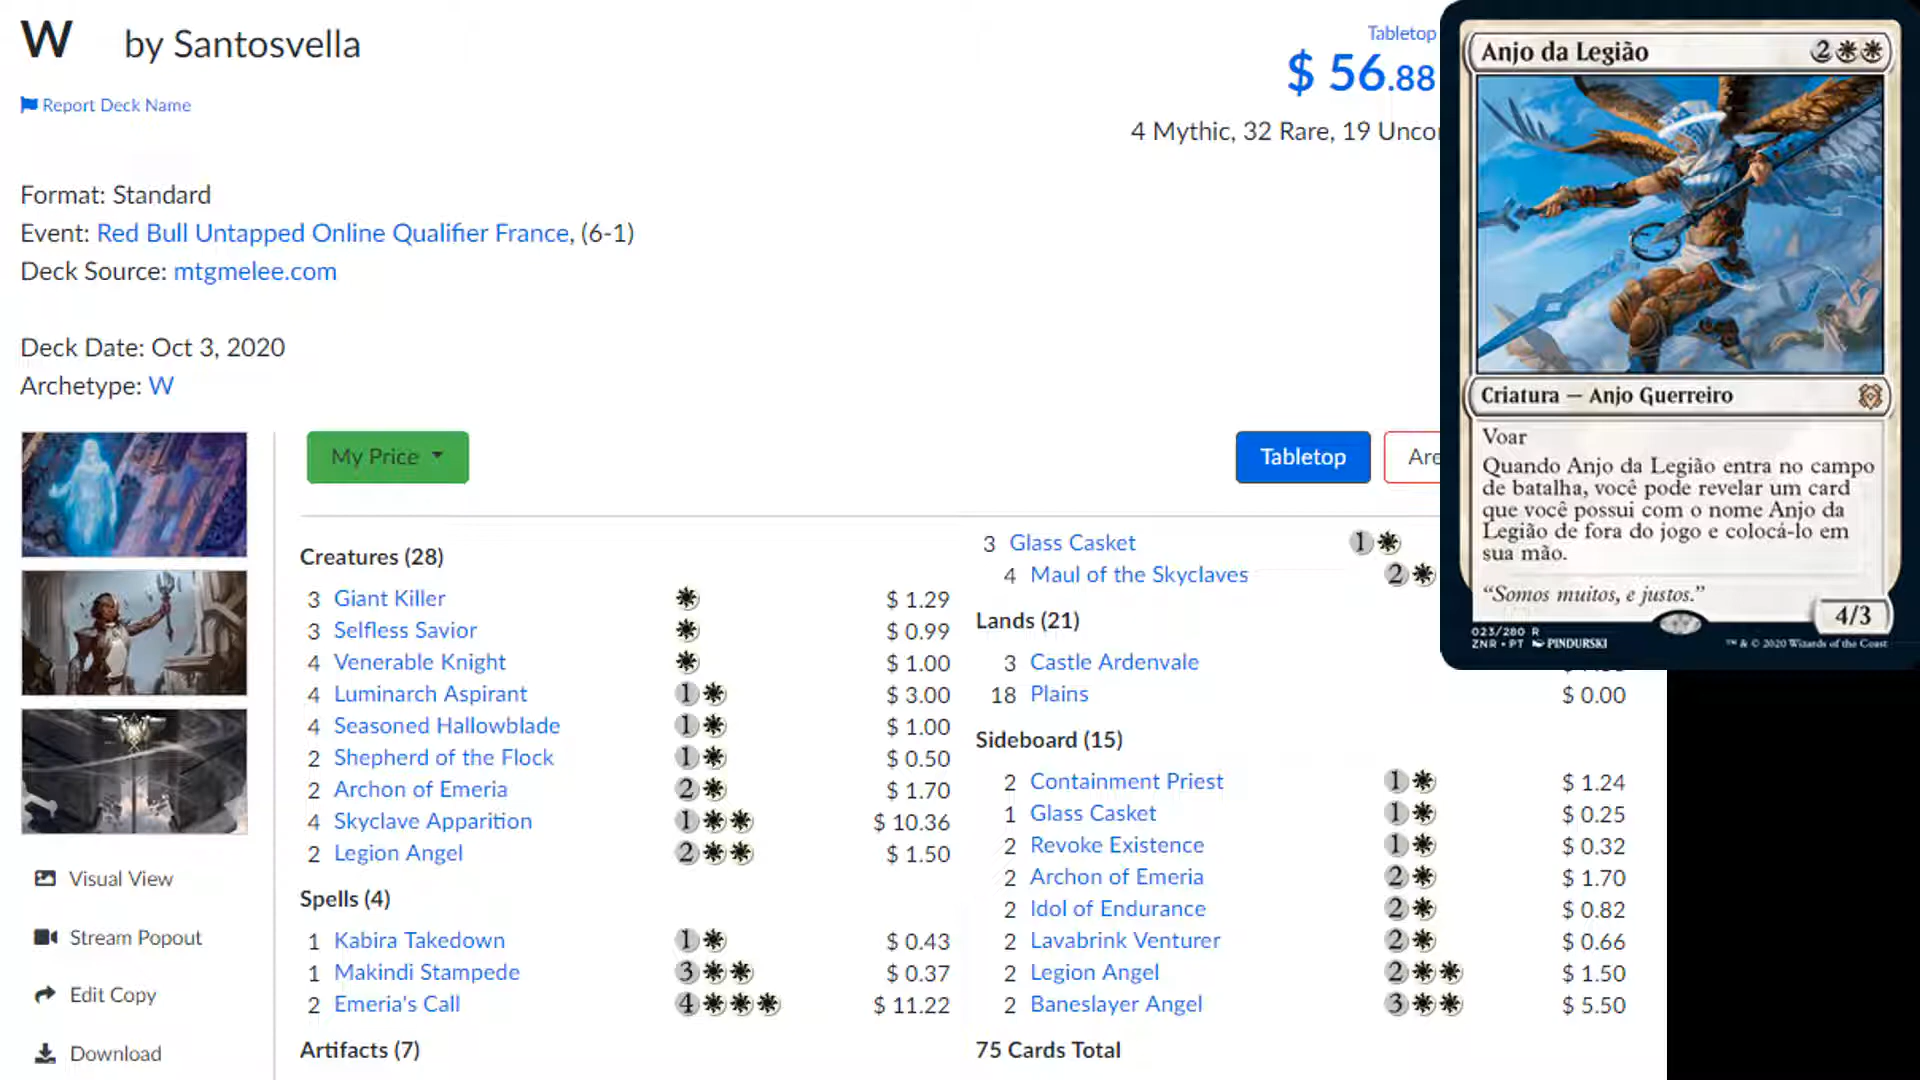 W by Santosvella
Report Deck Name
Tabletop
$ 56.88
4 Mythic, 32 Rare, 19
Format: Standard
Event: Red Bull Untapped Online Qualifier France, (6-1)
Deck Source: mtgmelee.com
Deck Date: Oct 3, 2020
Archetype: W
Visual View
Stream Popout
Edit Copy
Download
My Price
Tabletop
Creatures (28)
3 Giant Killer $ 1.29
3 Selfless Savior $ 0.99
4 Venerable Knight $ 1.00
4 Luminarch Aspirant 1 $ 3.00
4 Seasoned Hallowblade 1 $ 1.00
2 Shepherd of the Flock 1 $ 0.50
2 Archon of Emeria 2 $ 1.70
4 Skyclave Apparition 1 $ 10.36
2 Legion Angel 2 $ 1.50
Spells (4)
1 Kabira Takedown 1 $ 0.43
1 Makindi Stampede 3 $ 0.37
2 Emeria's Call 4 $ 11.22
Artifacts (7)
3 Glass Casket 1
4 Maul of the Skyclaves 2
Lands (21)
3 Castle Ardenvale
18 Plains $ 0.00
Sideboard (15)
2 Containment Priest 1 $ 1.24
1 Glass Casket 1 $ 0.25
2 Revoke Existence 1 $ 0.32
2 Archon of Emeria 2 $ 1.70
2 Idol of Endurance 2 $ 0.82
2 Lavabrink Venturer 2 $ 0.66
2 Legion Angel 2 $ 1.50
2 Baneslayer Angel 3 $ 5.50
75 Cards Total
Anjo da Legião 2
Criatura — Anjo Guerreiro
Voar
Quando Anjo da Legião entra no campo
de batalha, você pode revelar um card
que você possui com o nome Anjo da
Legião de fora do jogo e colocá-lo em
sua mão.
“Somos muitos, e justos.”
4/3
023/280 R
ZNR • PT PINDURSKI
™ & © 2020 Wizards of the Coast